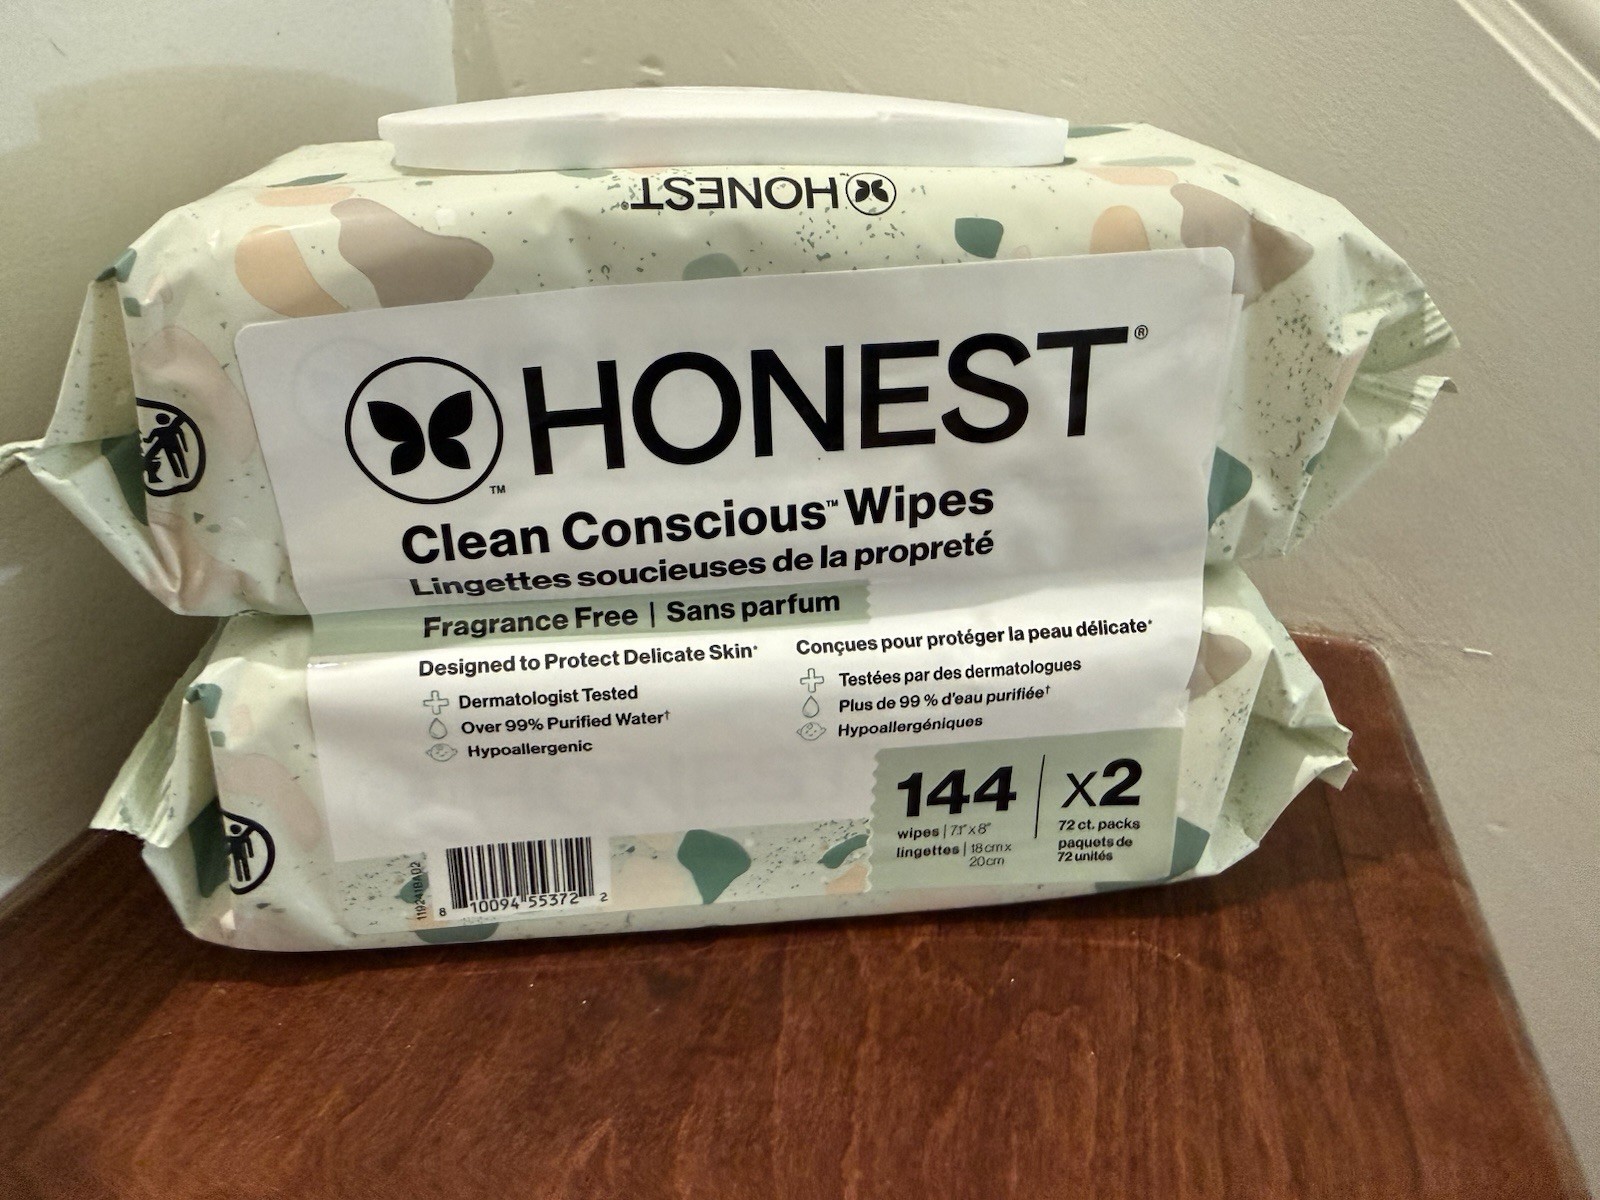 HONEST®
HONEST®
™
Clean Conscious™ Wipes
Lingettes soucieuses de la propreté
Fragrance Free | Sans parfum
Designed to Protect Delicate Skin*
Dermatologist Tested
Over 99% Purified Water†
Hypoallergenic
Conçues pour protéger la peau délicate*
Testées par des dermatologues
Plus de 99 % d'eau purifiée†
Hypoallergéniques
144
wipes | 7.1" x 8"
lingettes | 18 cm x
20 cm
x2
72 ct. packs
paquets de
72 unités
119241BA02
8 10094 55372 2